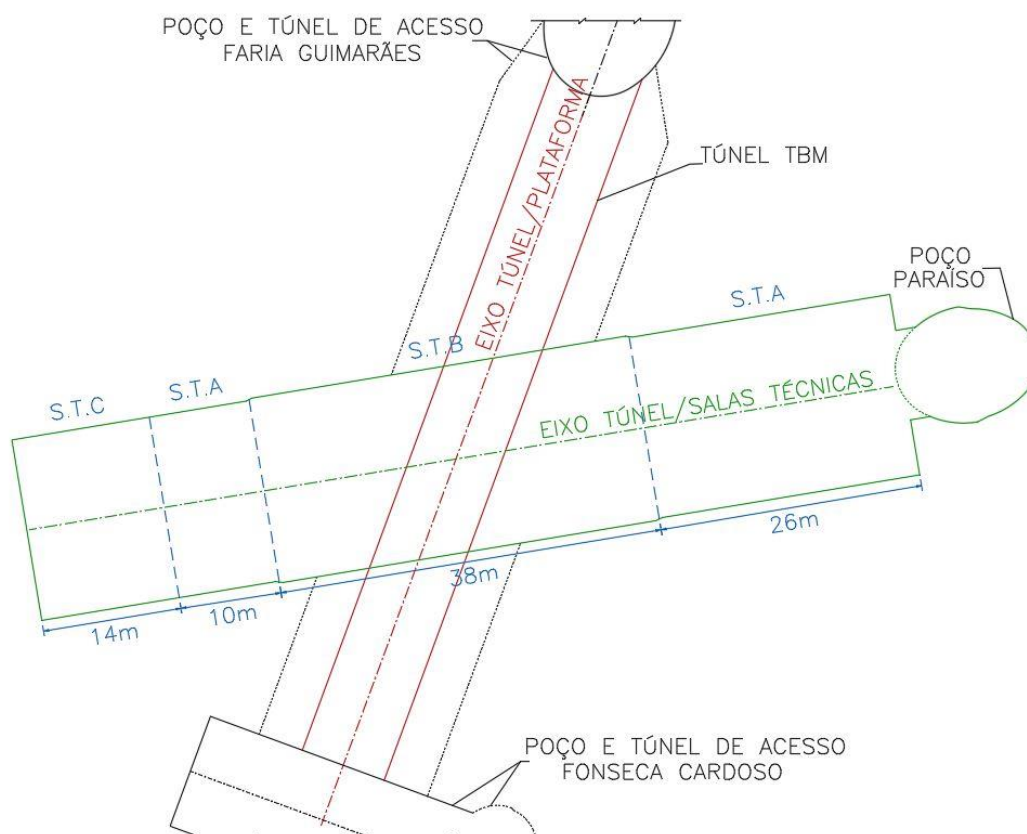 POÇO E TÚNEL DE ACESSO
FARIA GUIMARÃES
EIXO TÚNEL/PLATAFORMA
TÚNEL TBM
POÇO
PARAÍSO
S.T.A
S.T.B
S.T.A
S.T.C
EIXO TÚNEL/SALAS TÉCNICAS
26m
38m
10m
14m
POÇO E TÚNEL DE ACESSO
FONSECA CARDOSO